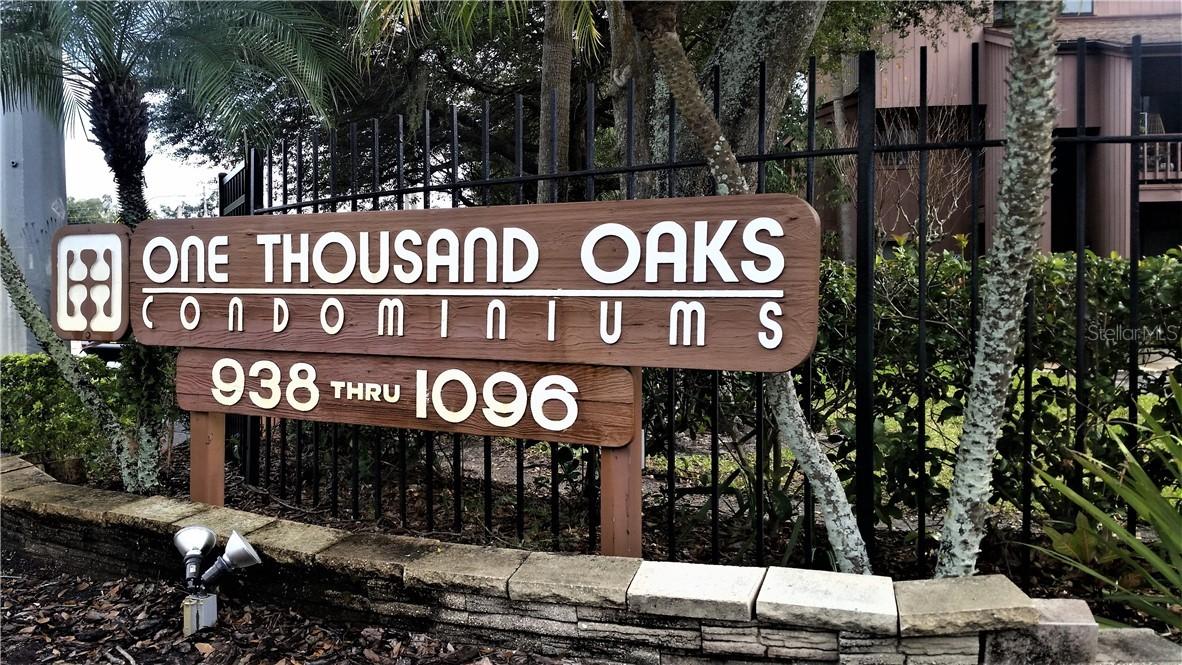 ONE THOUSAND OAKS
CONDOMINIUMS
938 THRU 1096
StellarMLS